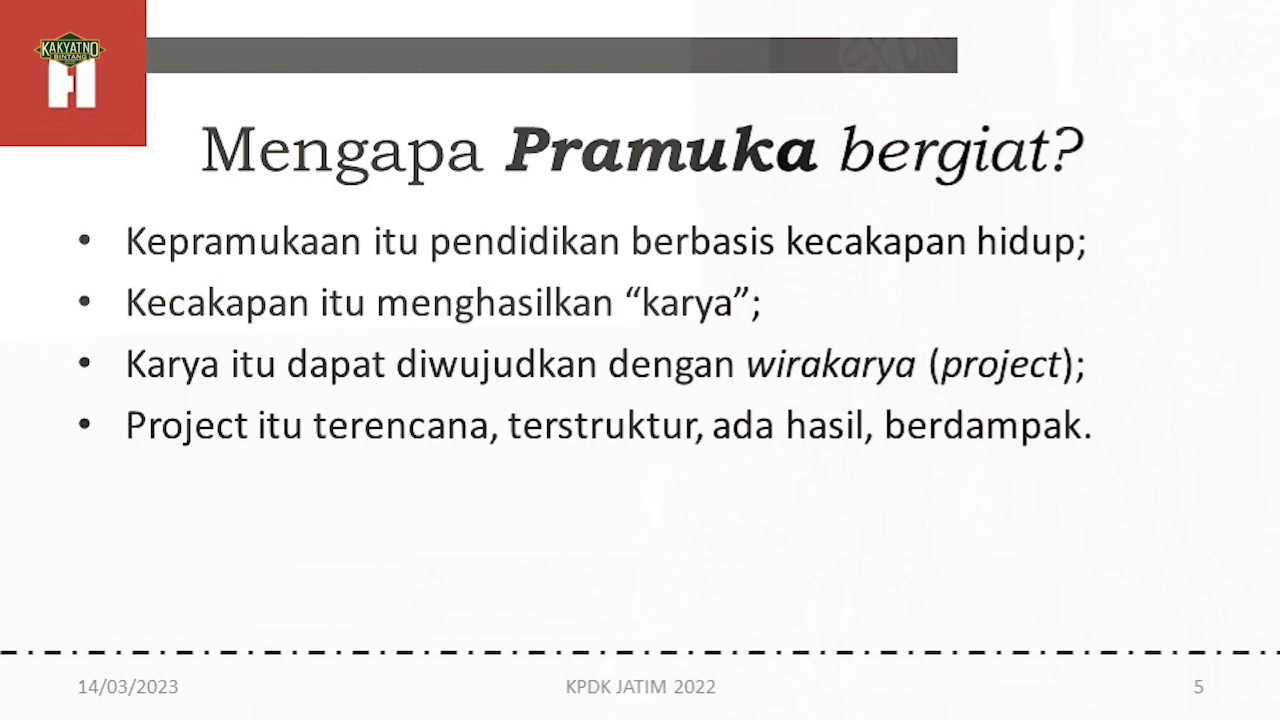 KAKYATNO
BINTANG
Mengapa Pramuka bergiat?
• Kepramukaan itu pendidikan berbasis kecakapan hidup;
• Kecakapan itu menghasilkan “karya”;
• Karya itu dapat diwujudkan dengan wirakarya (project);
• Project itu terencana, terstruktur, ada hasil, berdampak.
14/03/2023
KPDK JATIM 2022
5